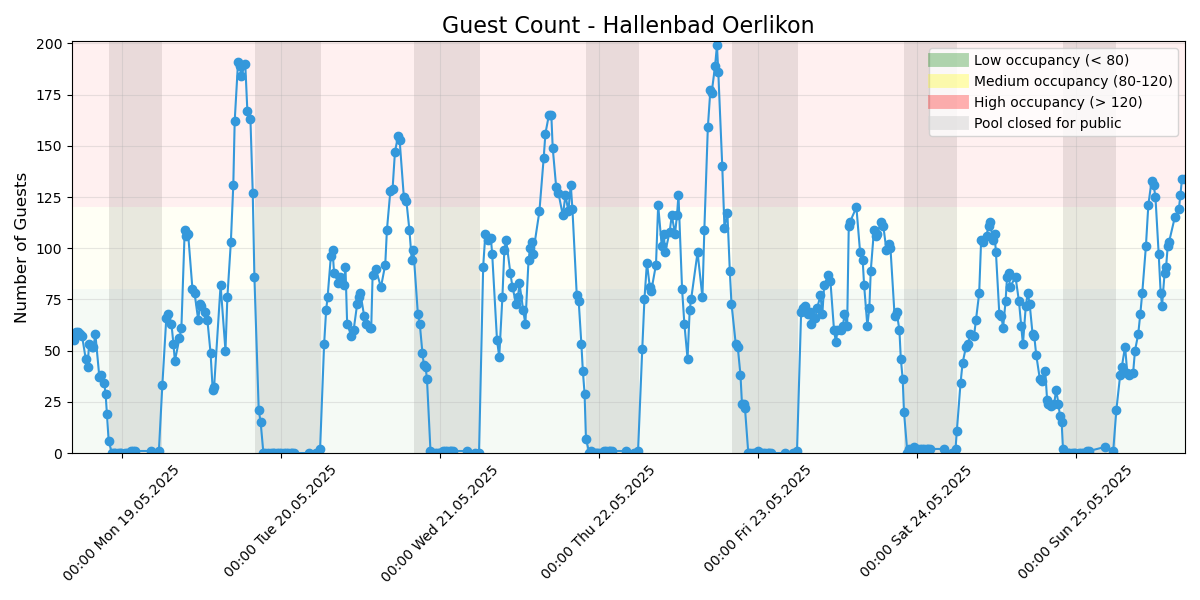 Guest Count - Hallenbad Oerlikon
Number of Guests
200
175
150
125
100
75
50
25
0
Low occupancy (< 80)
Medium occupancy (80-120)
High occupancy (> 120)
Pool closed for public
00:00 Mon 19.05.2025
00:00 Tue 20.05.2025
00:00 Wed 21.05.2025
00:00 Thu 22.05.2025
00:00 Fri 23.05.2025
00:00 Sat 24.05.2025
00:00 Sun 25.05.2025